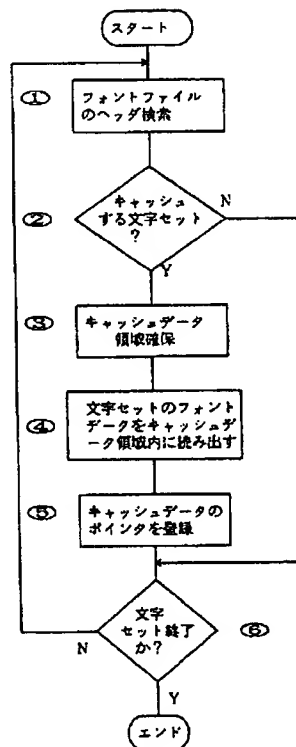 スタート
①
フォントファイル
のヘッダ検索
②
キャッシュ
する文字セット
?
N
Y
③
キャッシュデータ
領域確保
④
文字セットのフォント
データをキャッシュデ
ータ領域内に読み出す
⑤
キャッシュデータの
ポインタを登録
文字
セット終了
か?
⑥
N
Y
エンド